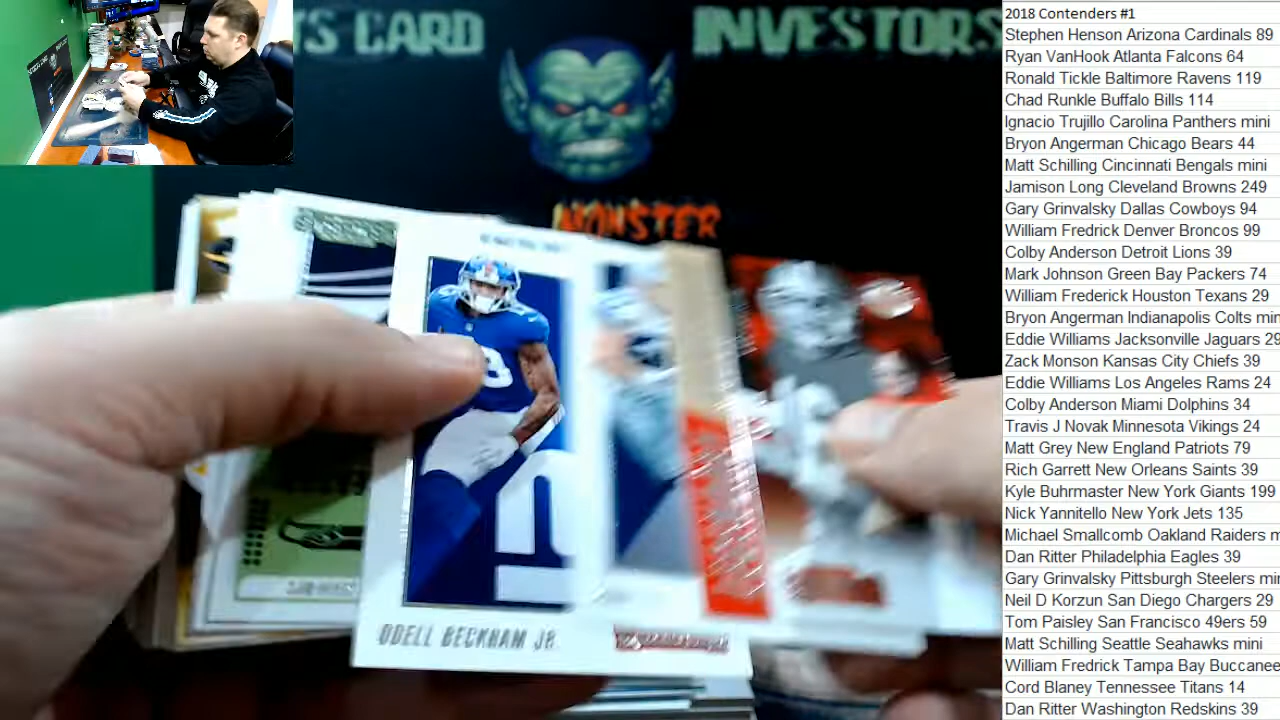 S CARD INVESTORS
MONSTER
ODELL BECKHAM JR.
2018 Contenders #1
Stephen Henson Arizona Cardinals 89
Ryan VanHook Atlanta Falcons 64
Ronald Tickle Baltimore Ravens 119
Chad Runkle Buffalo Bills 114
Ignacio Trujillo Carolina Panthers mini
Bryon Angerman Chicago Bears 44
Matt Schilling Cincinnati Bengals mini
Jamison Long Cleveland Browns 249
Gary Grinvalsky Dallas Cowboys 94
William Fredrick Denver Broncos 99
Colby Anderson Detroit Lions 39
Mark Johnson Green Bay Packers 74
William Frederick Houston Texans 29
Bryon Angerman Indianapolis Colts min
Eddie Williams Jacksonville Jaguars 29
Zack Monson Kansas City Chiefs 39
Eddie Williams Los Angeles Rams 24
Colby Anderson Miami Dolphins 34
Travis J Novak Minnesota Vikings 24
Matt Grey New England Patriots 79
Rich Garrett New Orleans Saints 39
Kyle Buhrmaster New York Giants 199
Nick Yannitello New York Jets 135
Michael Smallcomb Oakland Raiders m
Dan Ritter Philadelphia Eagles 39
Gary Grinvalsky Pittsburgh Steelers min
Neil D Korzun San Diego Chargers 29
Tom Paisley San Francisco 49ers 59
Matt Schilling Seattle Seahawks mini
William Fredrick Tampa Bay Buccanee
Cord Blaney Tennessee Titans 14
Dan Ritter Washington Redskins 39